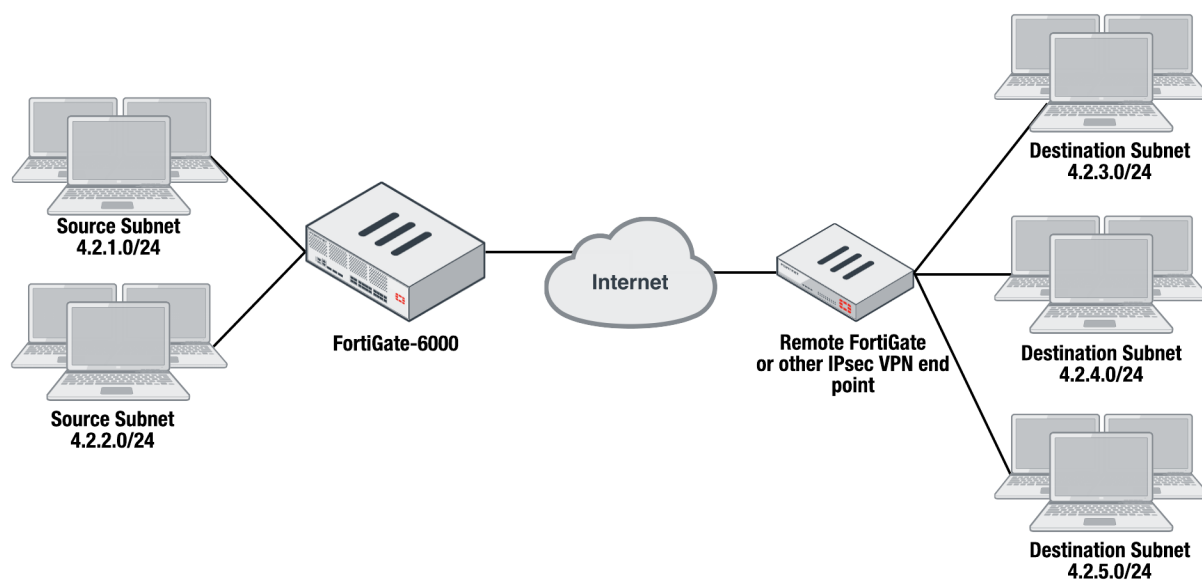 Source Subnet
4.2.1.0/24
Source Subnet
4.2.2.0/24
FortiGate-6000
Internet
Remote FortiGate
or other IPsec VPN end
point
Destination Subnet
4.2.3.0/24
Destination Subnet
4.2.4.0/24
Destination Subnet
4.2.5.0/24